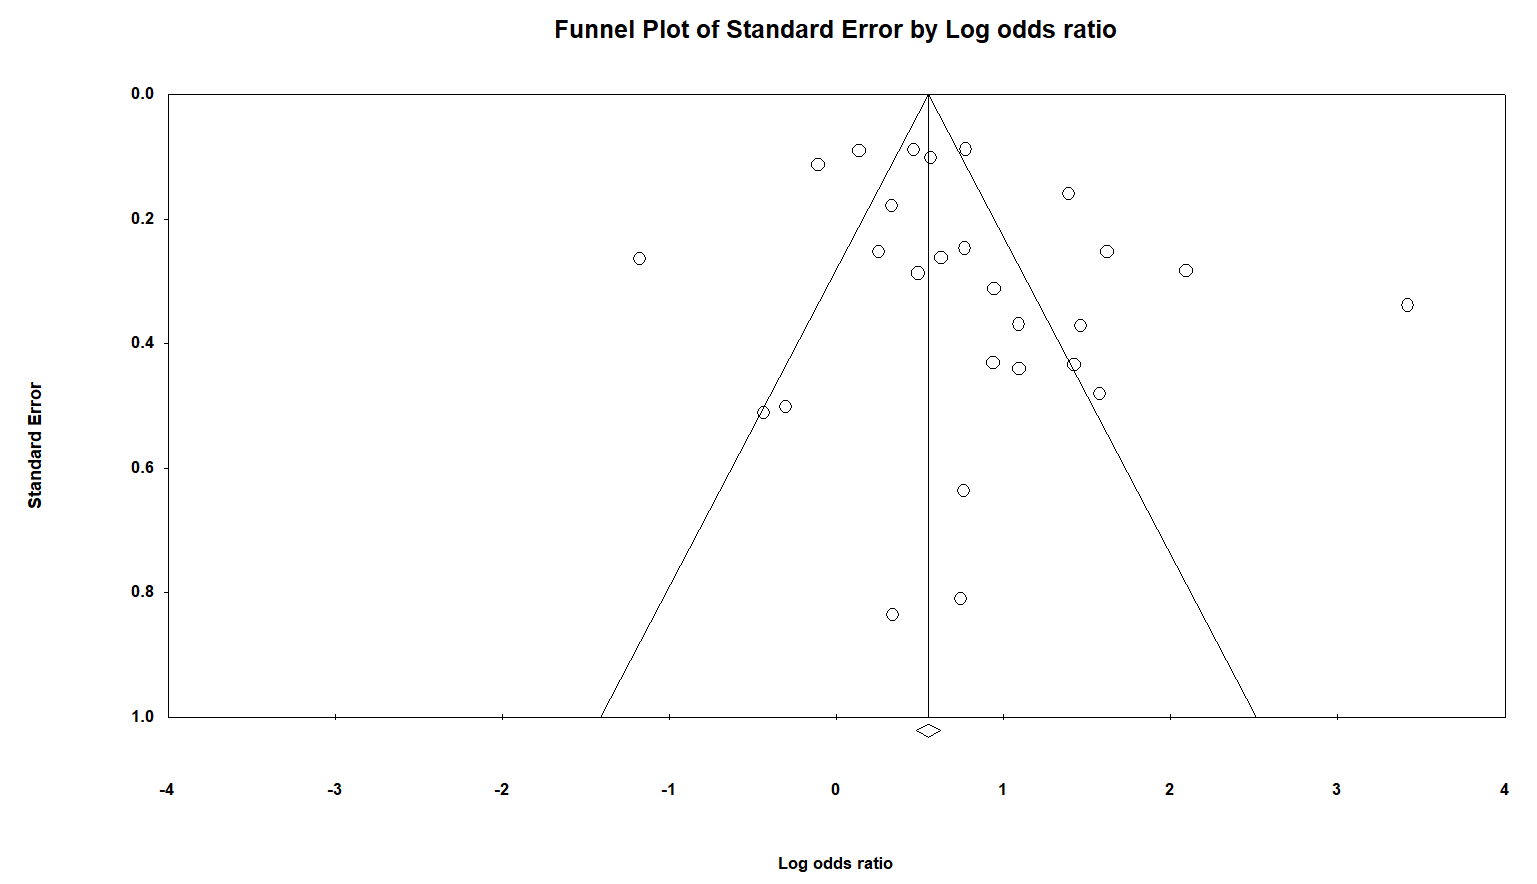 Funnel Plot of Standard Error by Log odds ratio
0.0
0.2
0.4
0.6
0.8
1.0
Standard Error
-4 -3 -2 -1 0 1 2 3 4
Log odds ratio